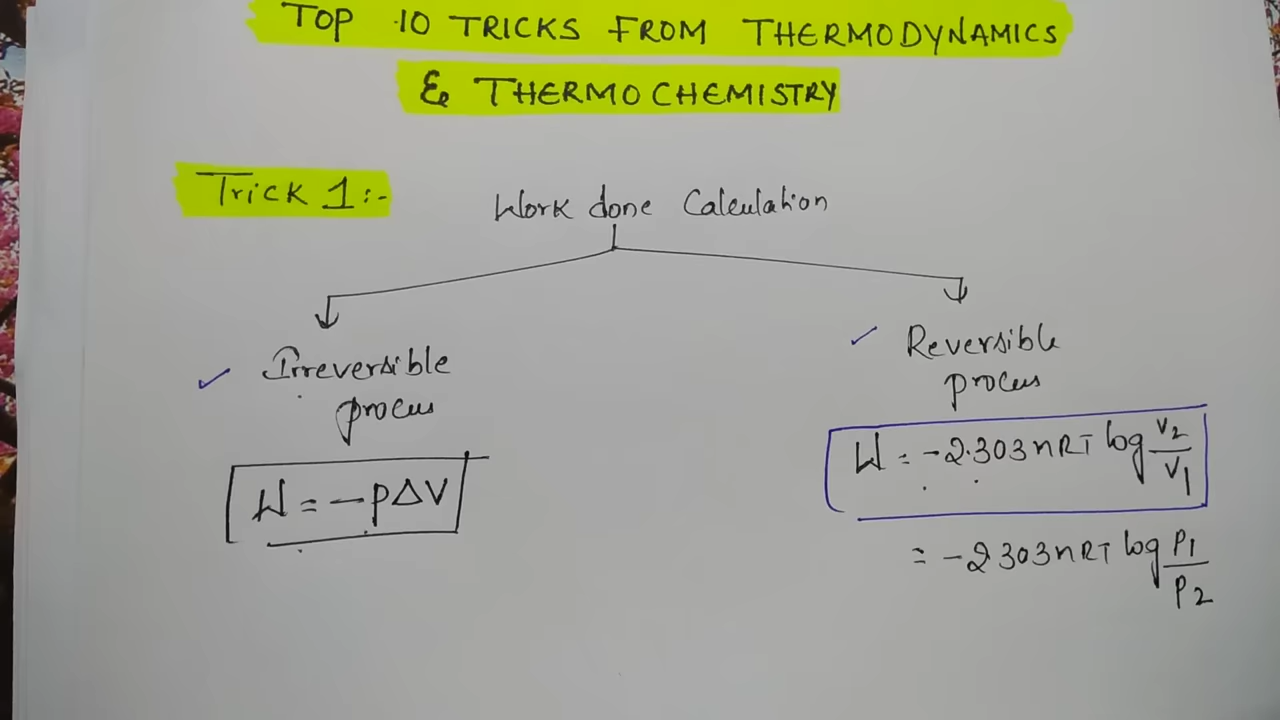 TOP 10 TRICKS FROM THERMODYNAMICS
& THERMOCHEMISTRY
Trick 1:-
Work done Calculation
Irreversible
process
W = -PΔV
Reversible
process
W = -2.303nRT log V2/V1
= -2.303nRT log P1/P2